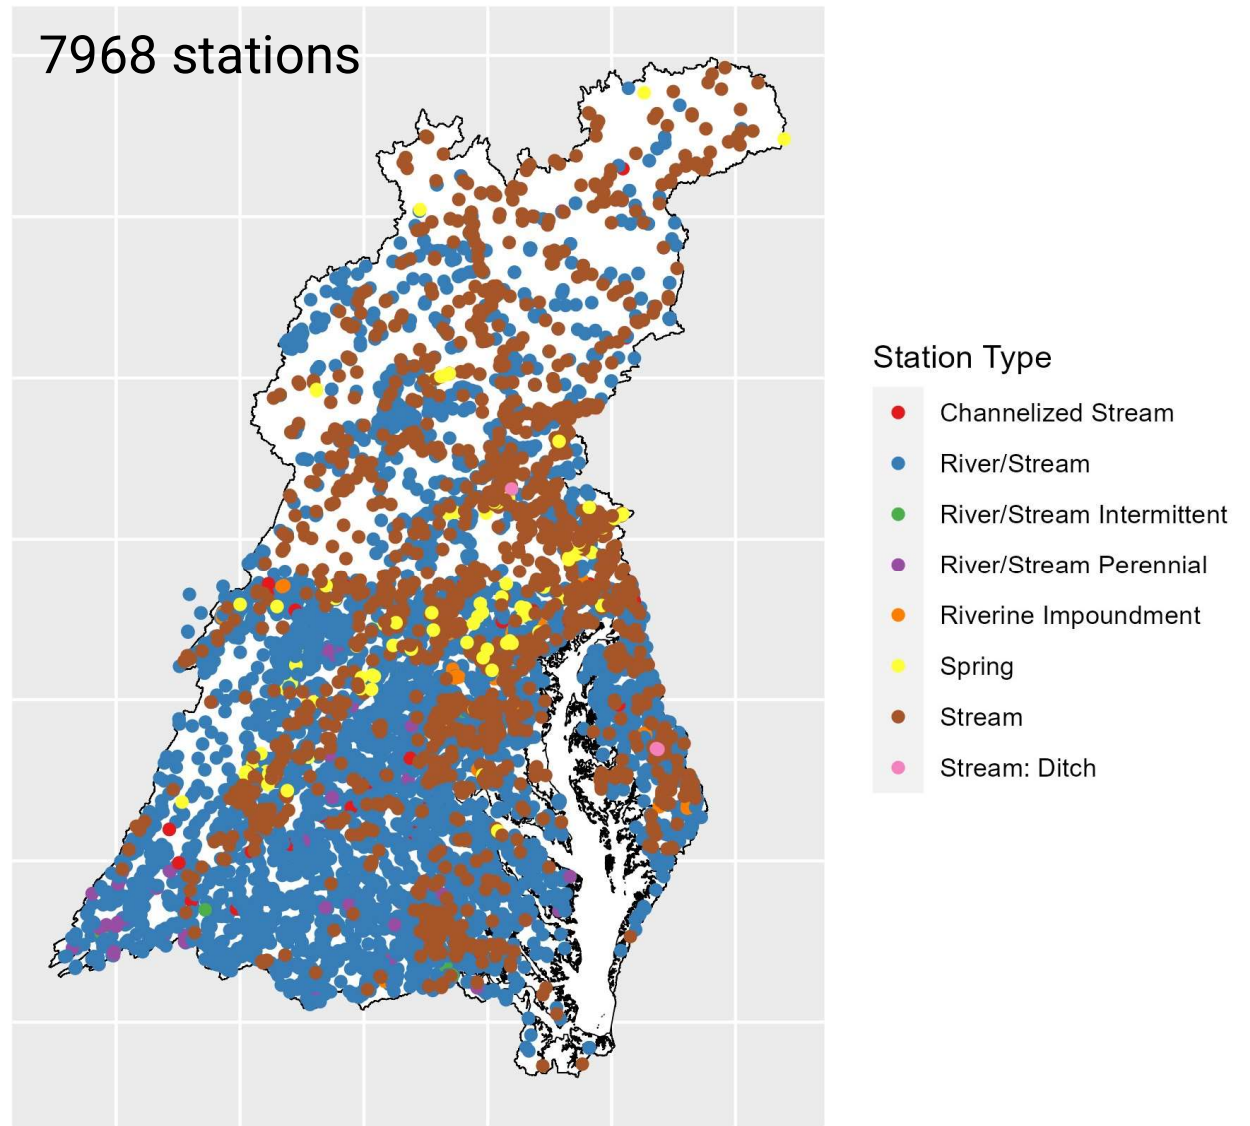 7968 stations
Station Type
Channelized Stream
River/Stream
River/Stream Intermittent
River/Stream Perennial
Riverine Impoundment
Spring
Stream
Stream: Ditch